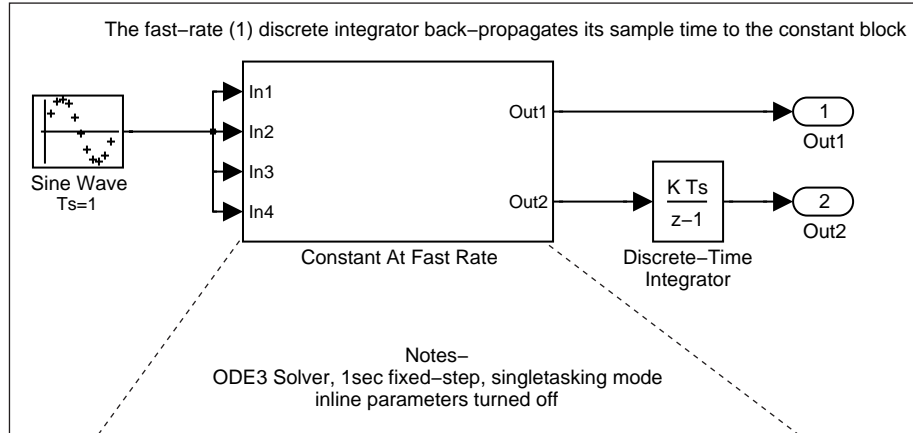 The fast−rate (1) discrete integrator back−propagates its sample time to the constant block
In1
In2
In3
In4
Out1
Out2
Sine Wave
Ts=1
Constant At Fast Rate
K Ts
z−1
Discrete−Time
Integrator
1
Out1
2
Out2
Notes−
ODE3 Solver, 1sec fixed−step, singletasking mode
inline parameters turned off